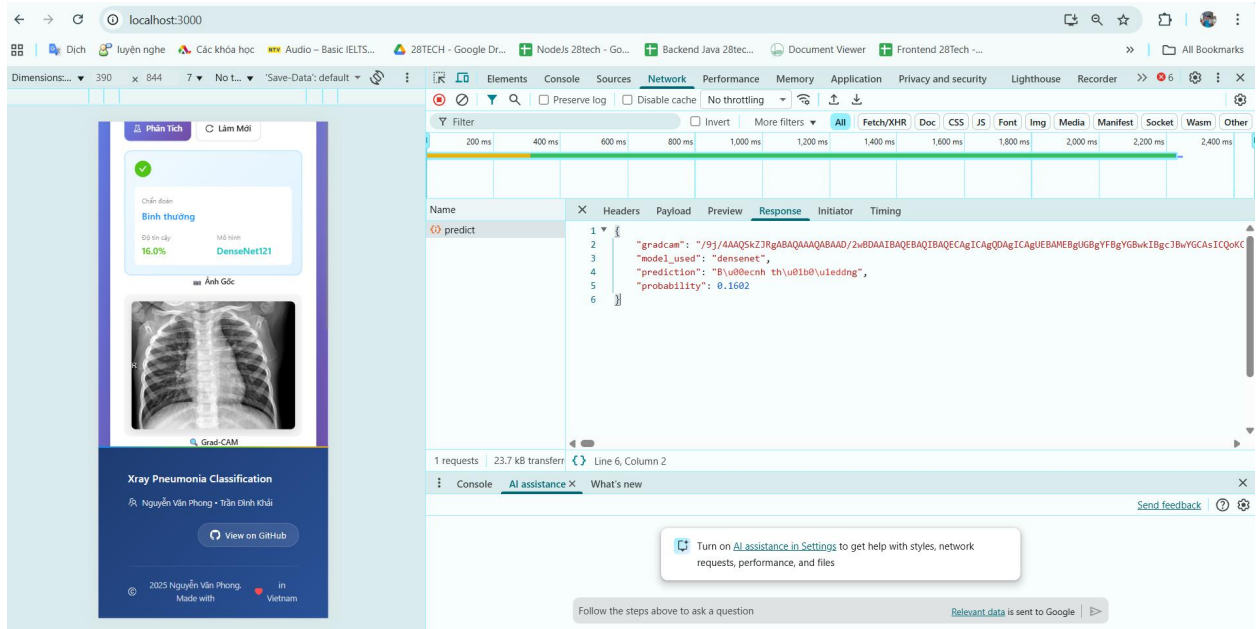 localhost:3000
Dịch luyện nghe Các khóa học NTV Audio – Basic IELTS... 28TECH - Google Dr... NodeJs 28tech - Go... Backend Java 28tec... Document Viewer Frontend 28Tech -... » All Bookmarks
Dimensions:... ▼ 390 x 844 7 ▼ No t... ▼ 'Save-Data': default ▼
Elements Console Sources Network Performance Memory Application Privacy and security Lighthouse Recorder 6
Preserve log Disable cache No throttling
Filter Invert More filters ▼ All Fetch/XHR Doc CSS JS Font Img Media Manifest Socket Wasm Other
200 ms 400 ms 600 ms 800 ms 1,000 ms 1,200 ms 1,400 ms 1,600 ms 1,800 ms 2,000 ms 2,200 ms 2,400 ms
Phân Tích Làm Mới
Chẩn đoán
Bình thường
Độ tin cậy Mô hình
16.0% DenseNet121
Ảnh Gốc
R
Grad-CAM
Xray Pneumonia Classification
Nguyễn Văn Phong • Trần Đình Khải
View on GitHub
© 2025 Nguyễn Văn Phong. Made with ❤ in Vietnam
Name
predict
Headers Payload Preview Response Initiator Timing
1 {
2 "gradcam": "/9j/4AAQSkZJRgABAQAAAQABAAD/2wBDAAIBAQEBAQIBAQECAgICAgQDAgICAgUEBAMEBgUGBgYFBgYGBwkIBgcJBwYGCAsICQoKC
3 "model_used": "densenet",
4 "prediction": "B\u00ecnh th\u01b0\u1eddng",
5 "probability": 0.1602
6 }
1 requests 23.7 kB transferr {} Line 6, Column 2
Console AI assistance × What's new
Send feedback
Turn on AI assistance in Settings to get help with styles, network
requests, performance, and files
Follow the steps above to ask a question Relevant data is sent to Google